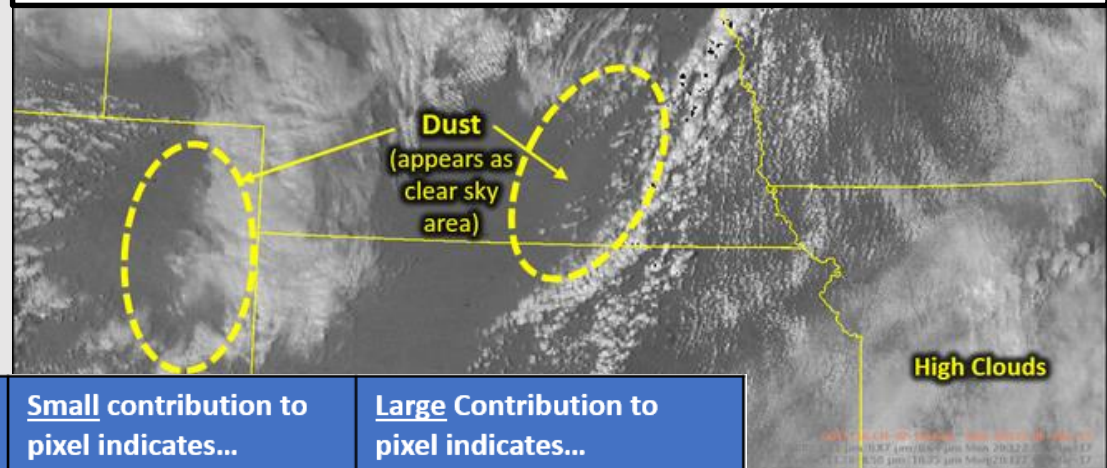 Dust
(appears as
clear sky
area)
High Clouds
Small contribution to
pixel indicates...
Large Contribution to
pixel indicates...